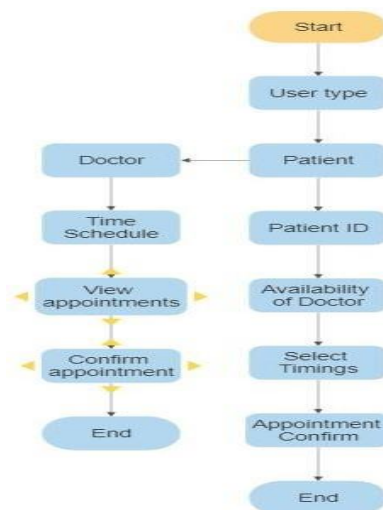 Start
User type
Doctor
Patient
Time
Schedule
Patient ID
View
appointments
Availability
of Doctor
Confirm
appointment
Select
Timings
End
Appointment
Confirm
End